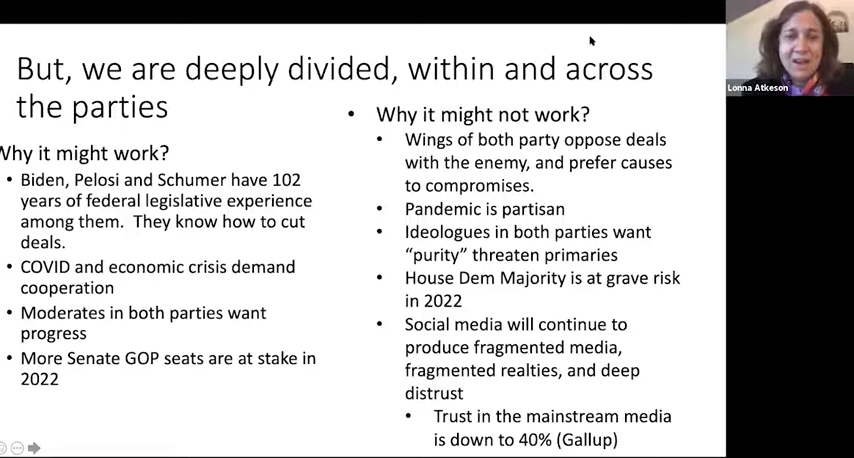 But, we are deeply divided, within and across
the parties
Why it might work?
• Biden, Pelosi and Schumer have 102
years of federal legislative experience
among them. They know how to cut
deals.
• COVID and economic crisis demand
cooperation
• Moderates in both parties want
progress
• More Senate GOP seats are at stake in
2022
• Why it might not work?
• Wings of both party oppose deals
with the enemy, and prefer causes
to compromises.
• Pandemic is partisan
• Ideologues in both parties want
“purity” threaten primaries
• House Dem Majority is at grave risk
in 2022
• Social media will continue to
produce fragmented media,
fragmented realties, and deep
distrust
• Trust in the mainstream media
is down to 40% (Gallup)
Lonna Atkeson